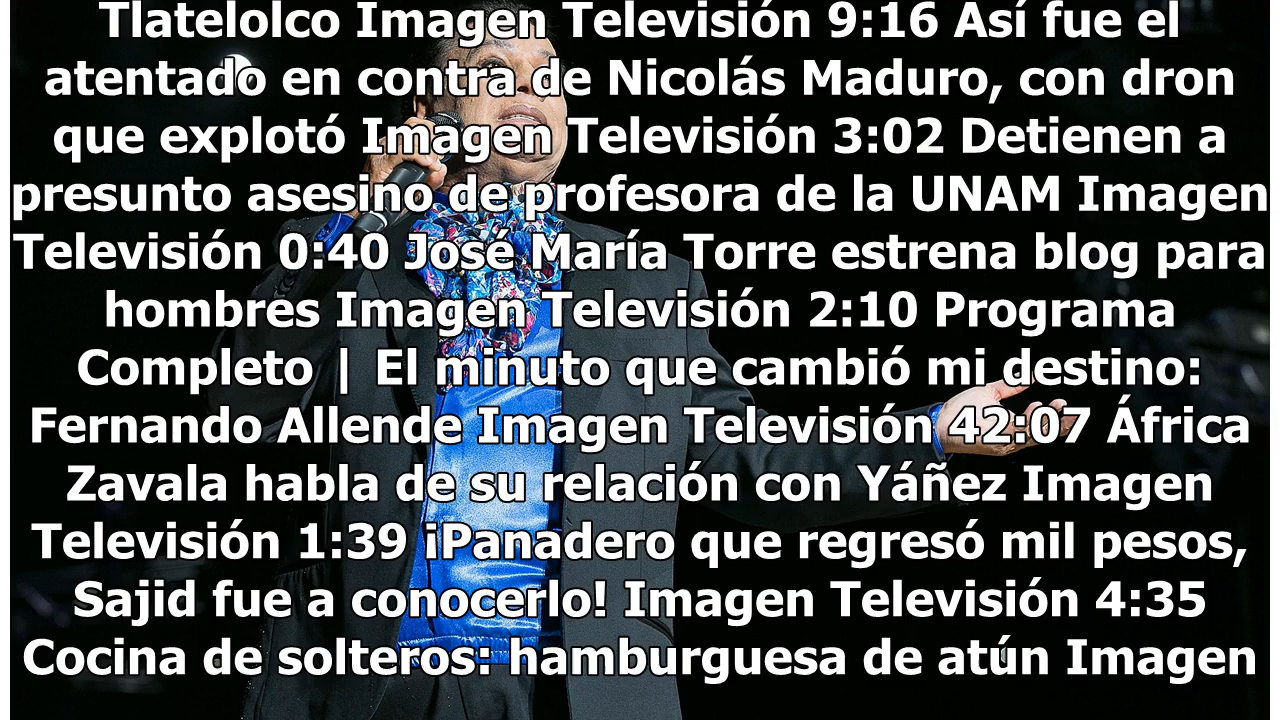 Tlatelolco Imagen Televisión 9:16 Así fue el
atentado en contra de Nicolás Maduro, con dron
que explotó Imagen Televisión 3:02 Detienen a
presunto asesino de profesora de la UNAM Imagen
Televisión 0:40 José María Torre estrena blog para
hombres Imagen Televisión 2:10 Programa
Completo | El minuto que cambió mi destino:
Fernando Allende Imagen Televisión 42:07 África
Zavala habla de su relación con Yáñez Imagen
Televisión 1:39 ¡Panadero que regresó mil pesos,
Sajid fue a conocerlo! Imagen Televisión 4:35
Cocina de solteros: hamburguesa de atún Imagen